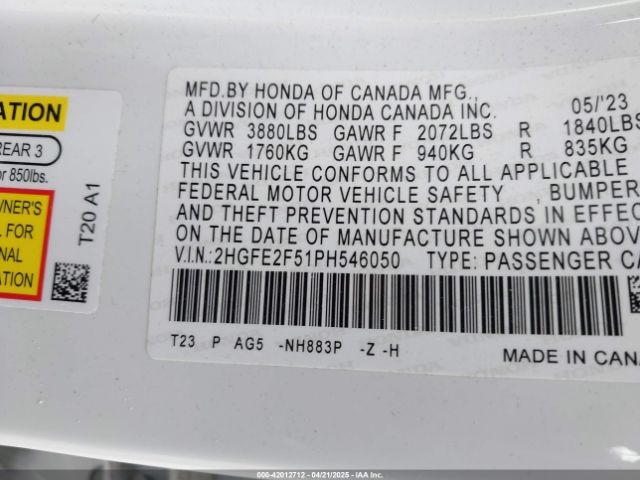 ATION
REAR 3
or 850lbs.
WNER'S
L FOR
NAL
ATION
T20 A1
MFD.BY HONDA OF CANADA MFG.,
A DIVISION OF HONDA CANADA INC. 05/'23
GVWR 3880LBS GAWR F 2072LBS R 1840LBS
GVWR 1760KG GAWR F 940KG R 835KG
THIS VEHICLE CONFORMS TO ALL APPLICABLE
FEDERAL MOTOR VEHICLE SAFETY , BUMPER
AND THEFT PREVENTION STANDARDS IN EFFEC
ON THE DATE OF MANUFACTURE SHOWN ABOV
V.I.N.:2HGFE2F51PH546050 TYPE: PASSENGER CA
T23 P AG5 -NH883P -Z -H
MADE IN CANA
000-42012712 - 04/21/2025 - IAAI.COM